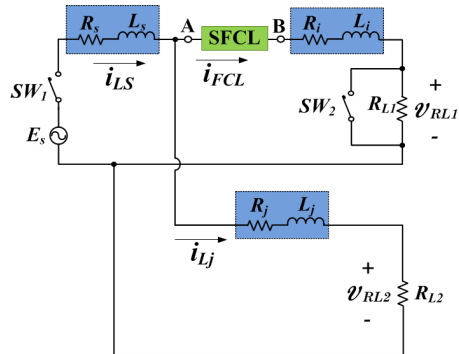 Rs Ls A SFCL B Ri Li
iLS iFCL
SW1 SW2 RL1 + vRL1 -
Es
Rj Lj
iLj
+ vRL2 - RL2